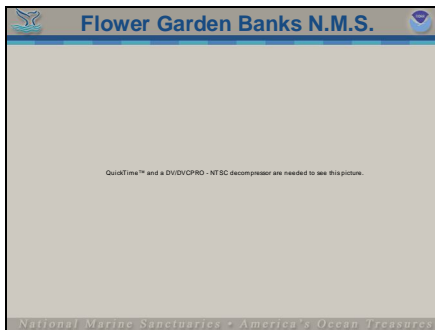 Flower Garden Banks N.M.S.
QuickTime™ and a DV/DVCPRO - NTSC decompressor are needed to see this picture.
National Marine Sanctuaries • America's Ocean Treasures